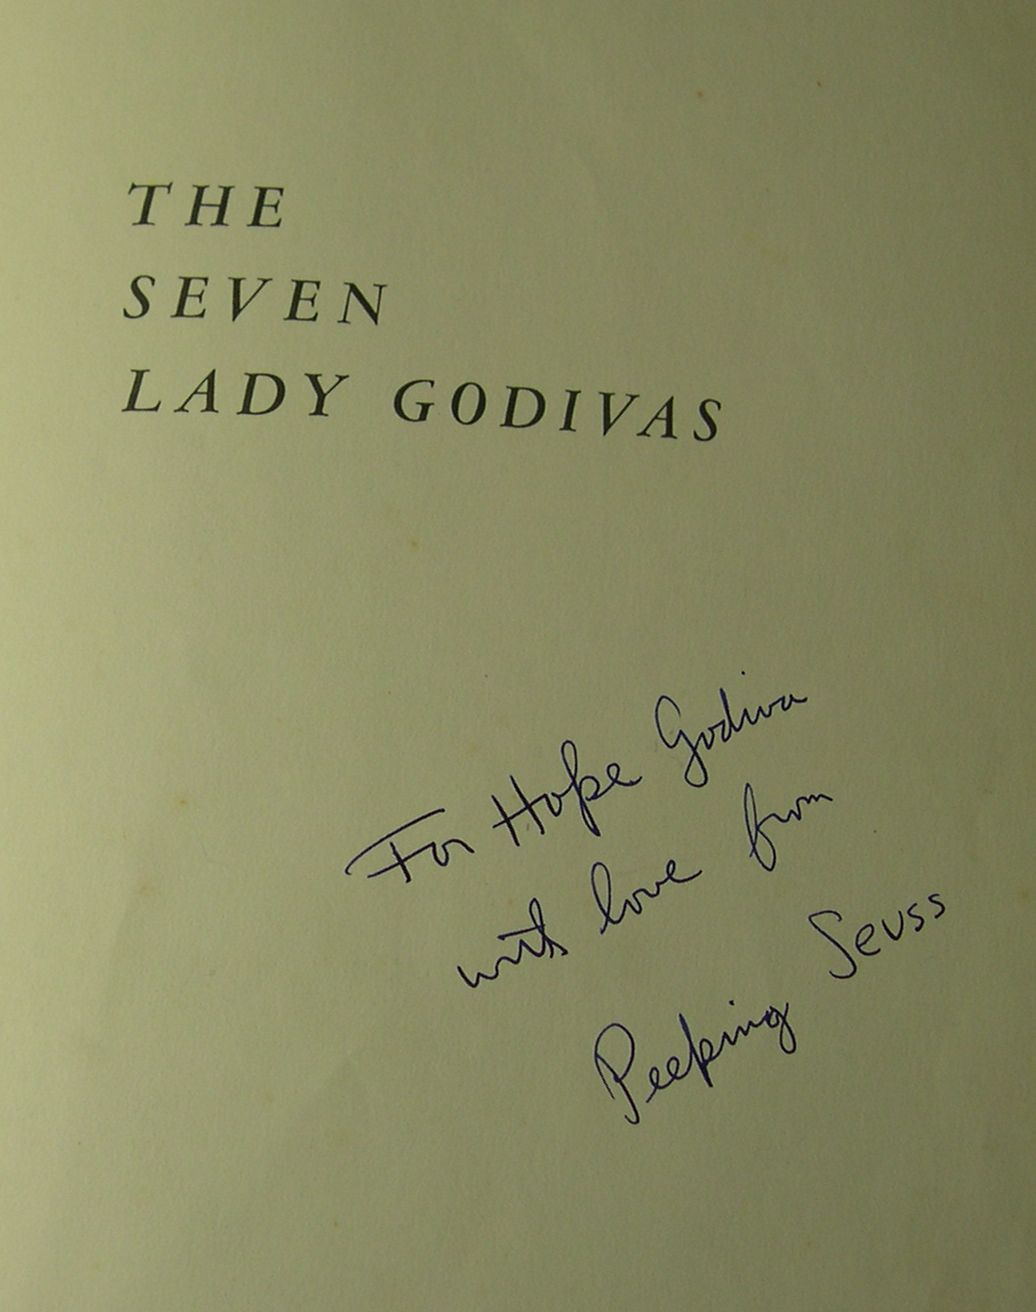 THE
SEVEN
LADY GODIVAS
For Hope Godiva
with love from
Peeping Seuss